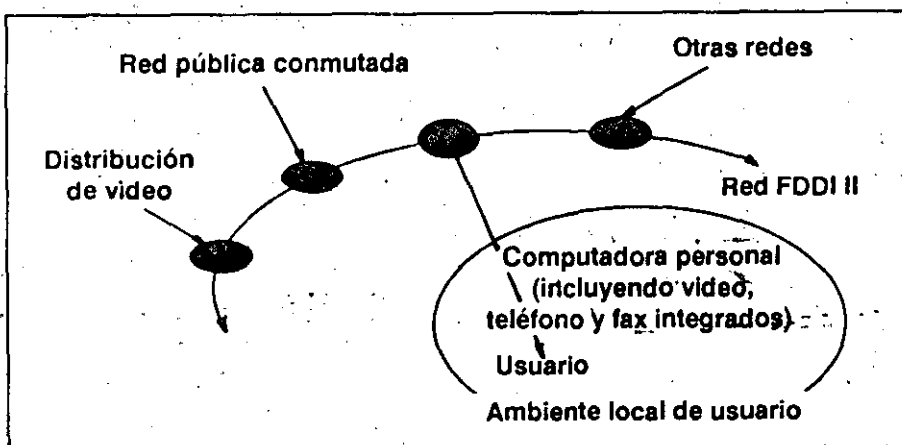 Otras redes
Red pública conmutada
Distribución
de video
Red FDDI II
Computadora personal
(incluyendo video,
teléfono y fax integrados)
Usuario
Ambiente local de usuario